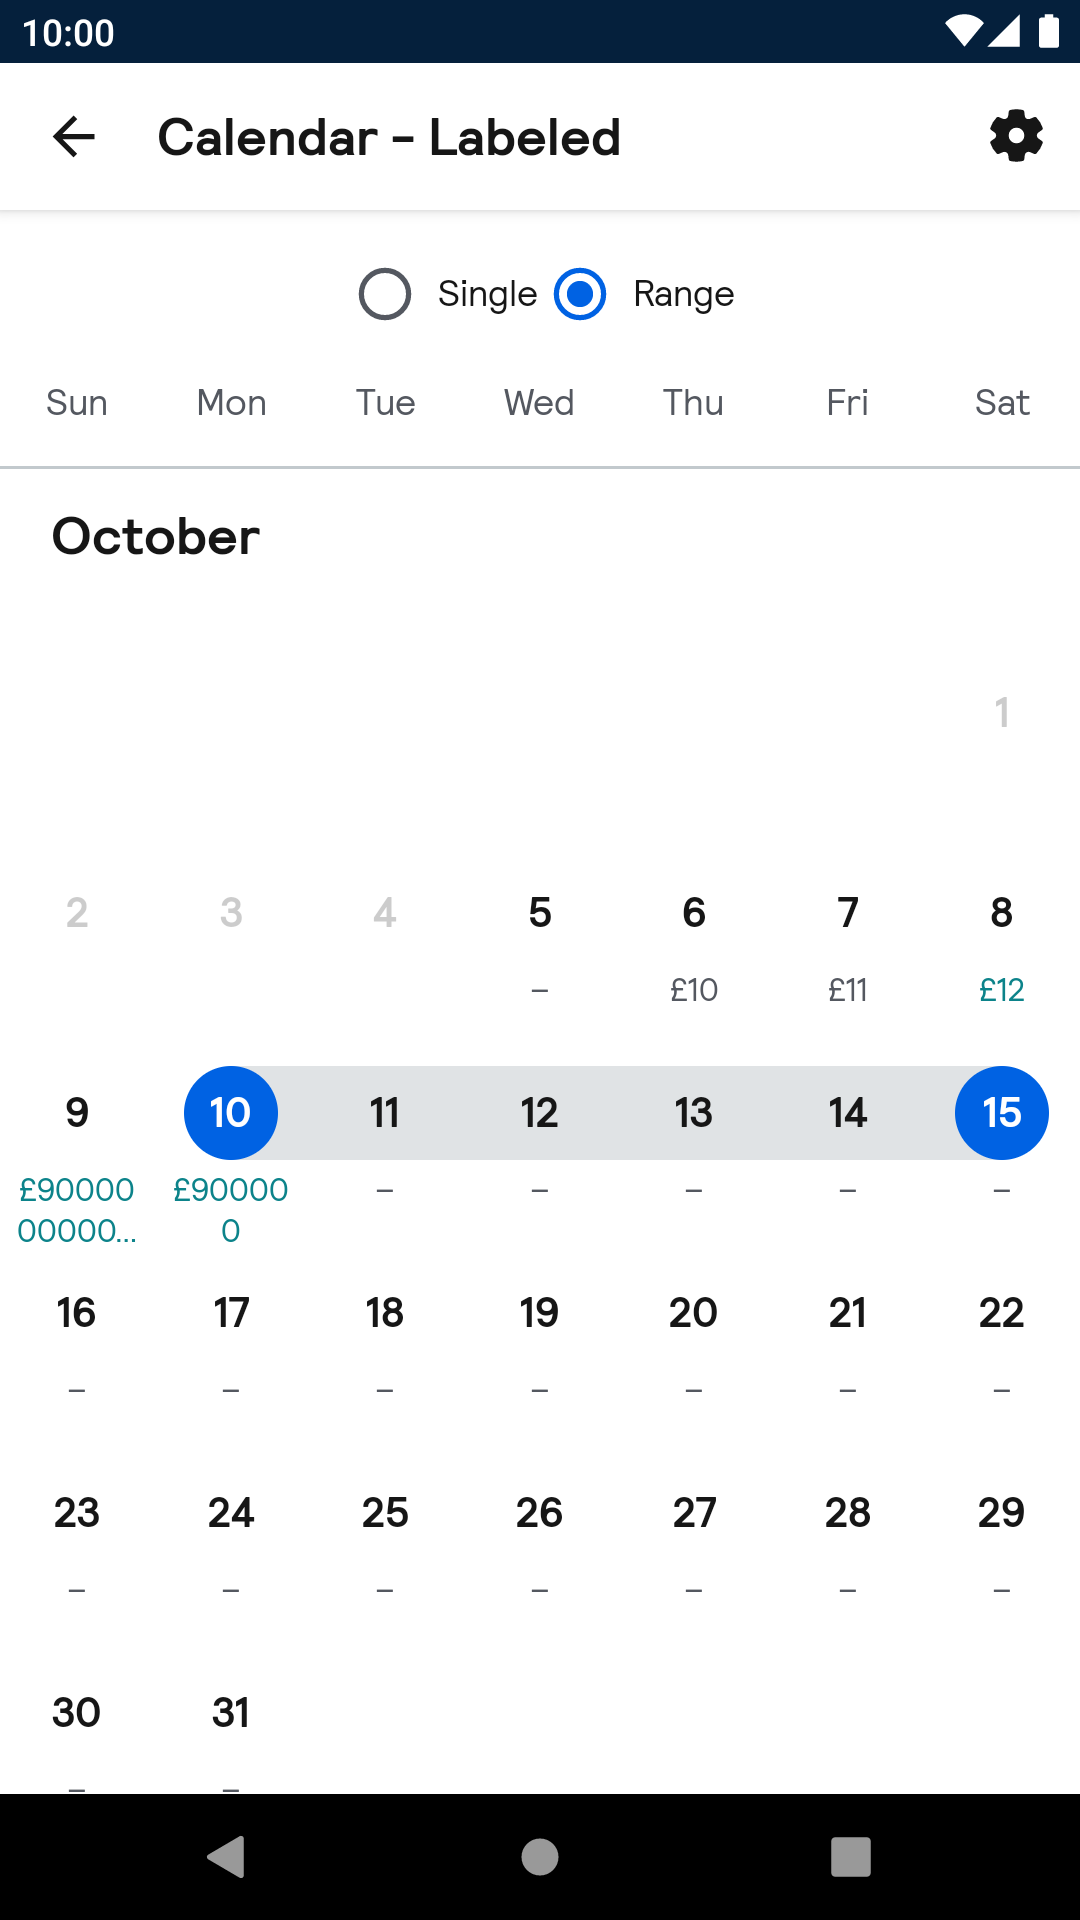 10:00
Calendar – Labeled
Single Range
Sun Mon Tue Wed Thu Fri Sat
October
1
2 3 4 5 6 7 8
– £10 £11 £12
9 10 11 12 13 14 15
£90000 £90000 – – – – –
00000... 0
16 17 18 19 20 21 22
– – – – – – –
23 24 25 26 27 28 29
– – – – – – –
30 31
– –